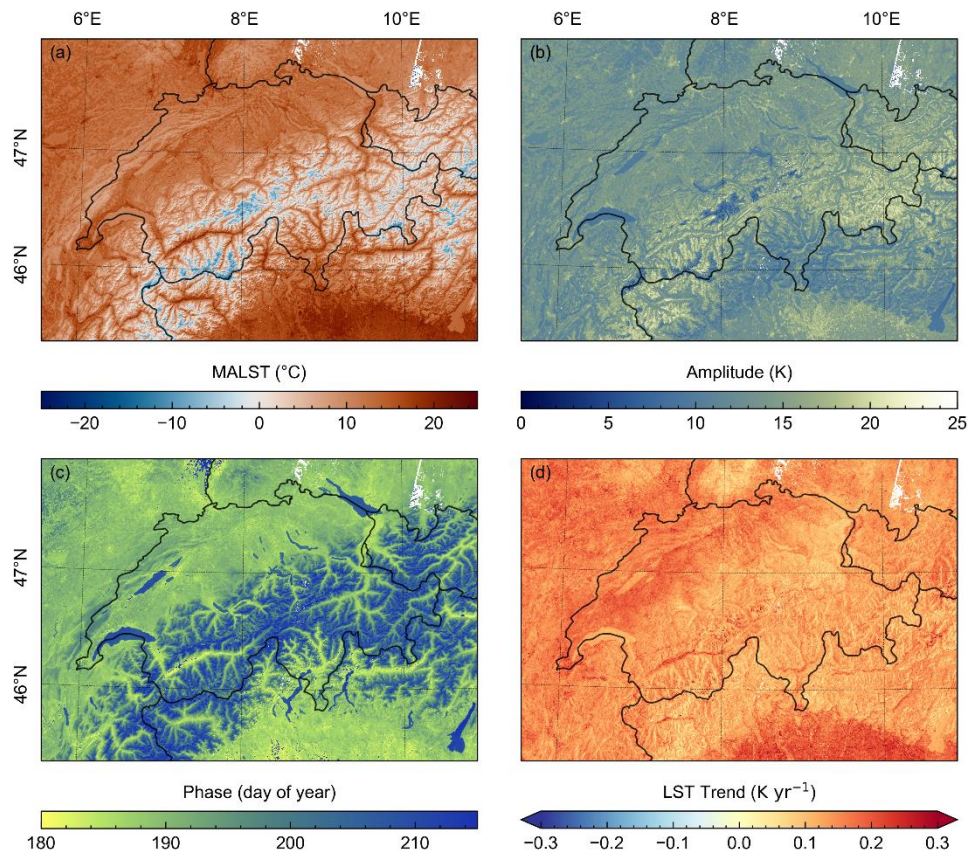 6°E 8°E 10°E 6°E 8°E 10°E
(a) (b)
47°N
46°N
MALST (°C) Amplitude (K)
−20 −10 0 10 20 0 5 10 15 20 25
(c) (d)
47°N
46°N
Phase (day of year) LST Trend (K yr⁻¹)
180 190 200 210 −0.3 −0.2 −0.1 0.0 0.1 0.2 0.3